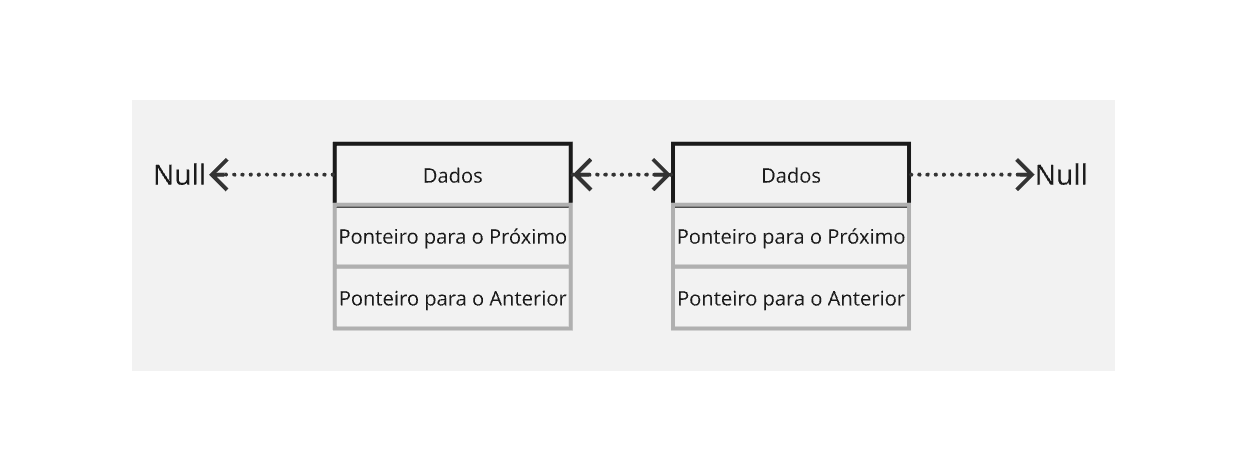 Null
Dados
Dados
Null
Ponteiro para o Próximo
Ponteiro para o Próximo
Ponteiro para o Anterior
Ponteiro para o Anterior